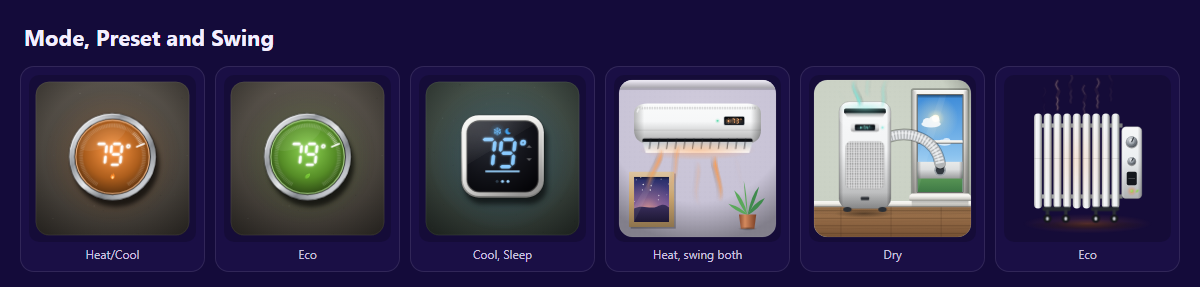 Mode, Preset and Swing
79°
79°
79°
Heat/Cool
Eco
Cool, Sleep
Heat, swing both
Dry
Eco